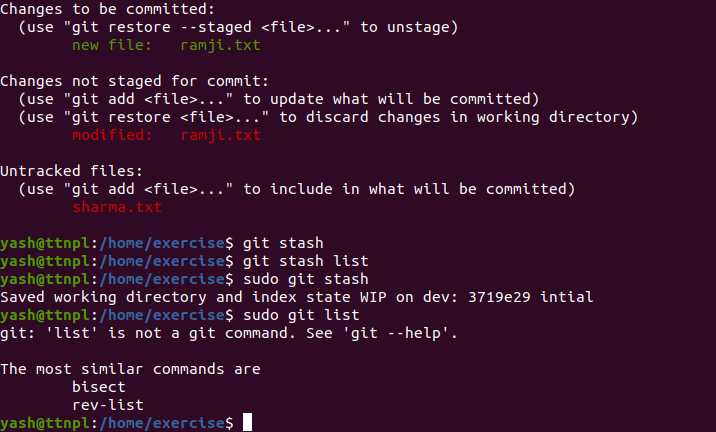 Changes to be committed:
  (use "git restore --staged <file>..." to unstage)
        new file:   ramji.txt

Changes not staged for commit:
  (use "git add <file>..." to update what will be committed)
  (use "git restore <file>..." to discard changes in working directory)
        modified:   ramji.txt

Untracked files:
  (use "git add <file>..." to include in what will be committed)
        sharma.txt

yash@ttnpl:/home/exercise$ git stash
yash@ttnpl:/home/exercise$ git stash list
yash@ttnpl:/home/exercise$ sudo git stash
Saved working directory and index state WIP on dev: 3719e29 intial
yash@ttnpl:/home/exercise$ sudo git list
git: 'list' is not a git command. See 'git --help'.

The most similar commands are
        bisect
        rev-list
yash@ttnpl:/home/exercise$